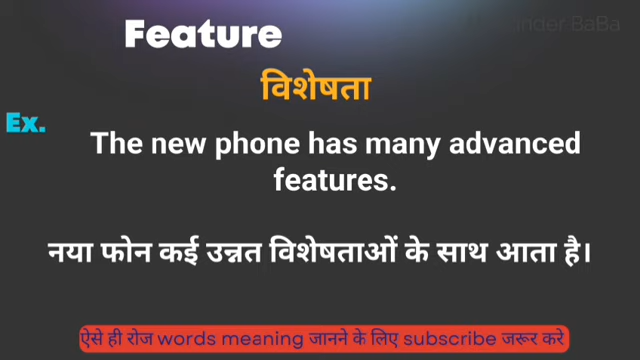 Feature
विशेषता
Ex.
The new phone has many advanced
features.
नया फोन कई उन्नत विशेषताओं के साथ आता है।
ऐसे ही रोज words meaning जानने के लिए subscribe जरूर करे